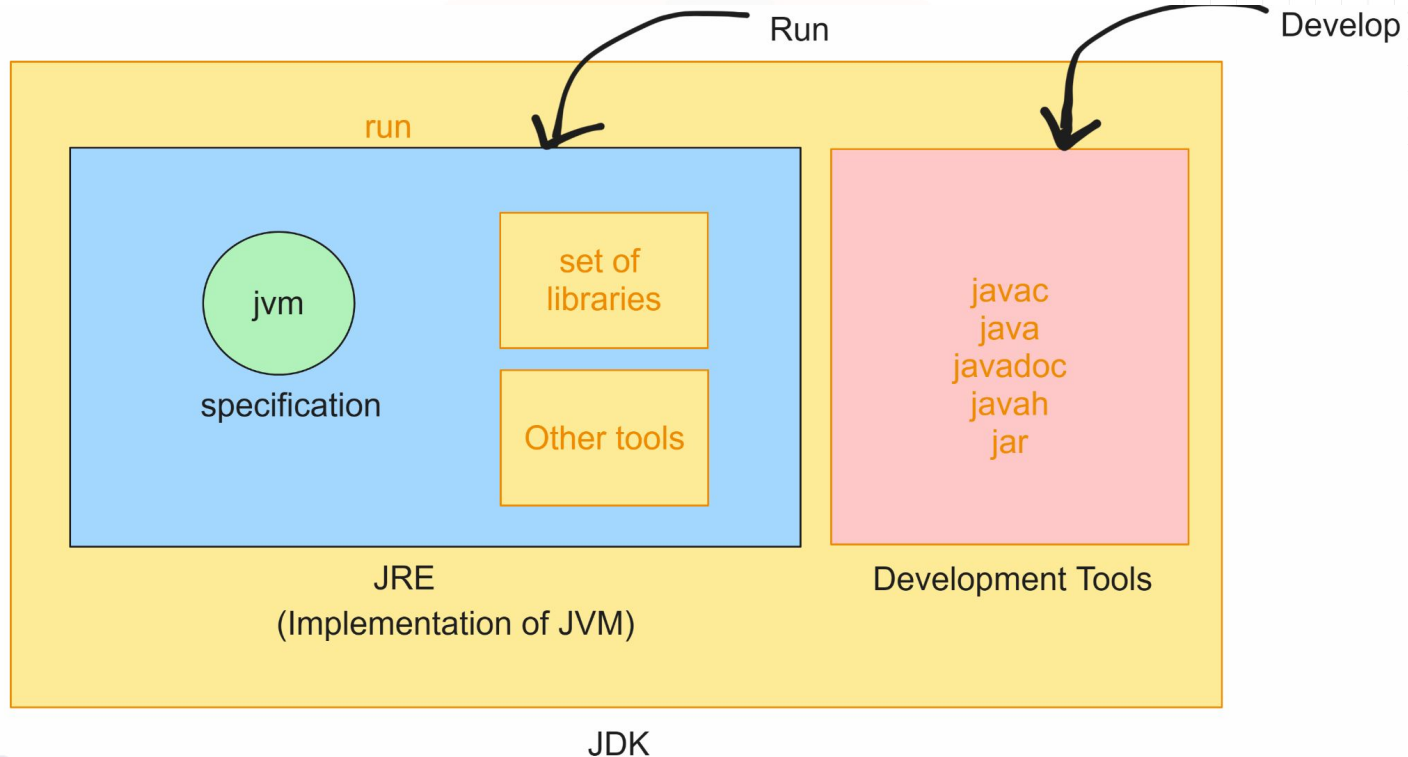 Run
Develop
run
jvm
specification
set of
libraries
Other tools
javac
java
javadoc
javah
jar
JRE
(Implementation of JVM)
Development Tools
JDK